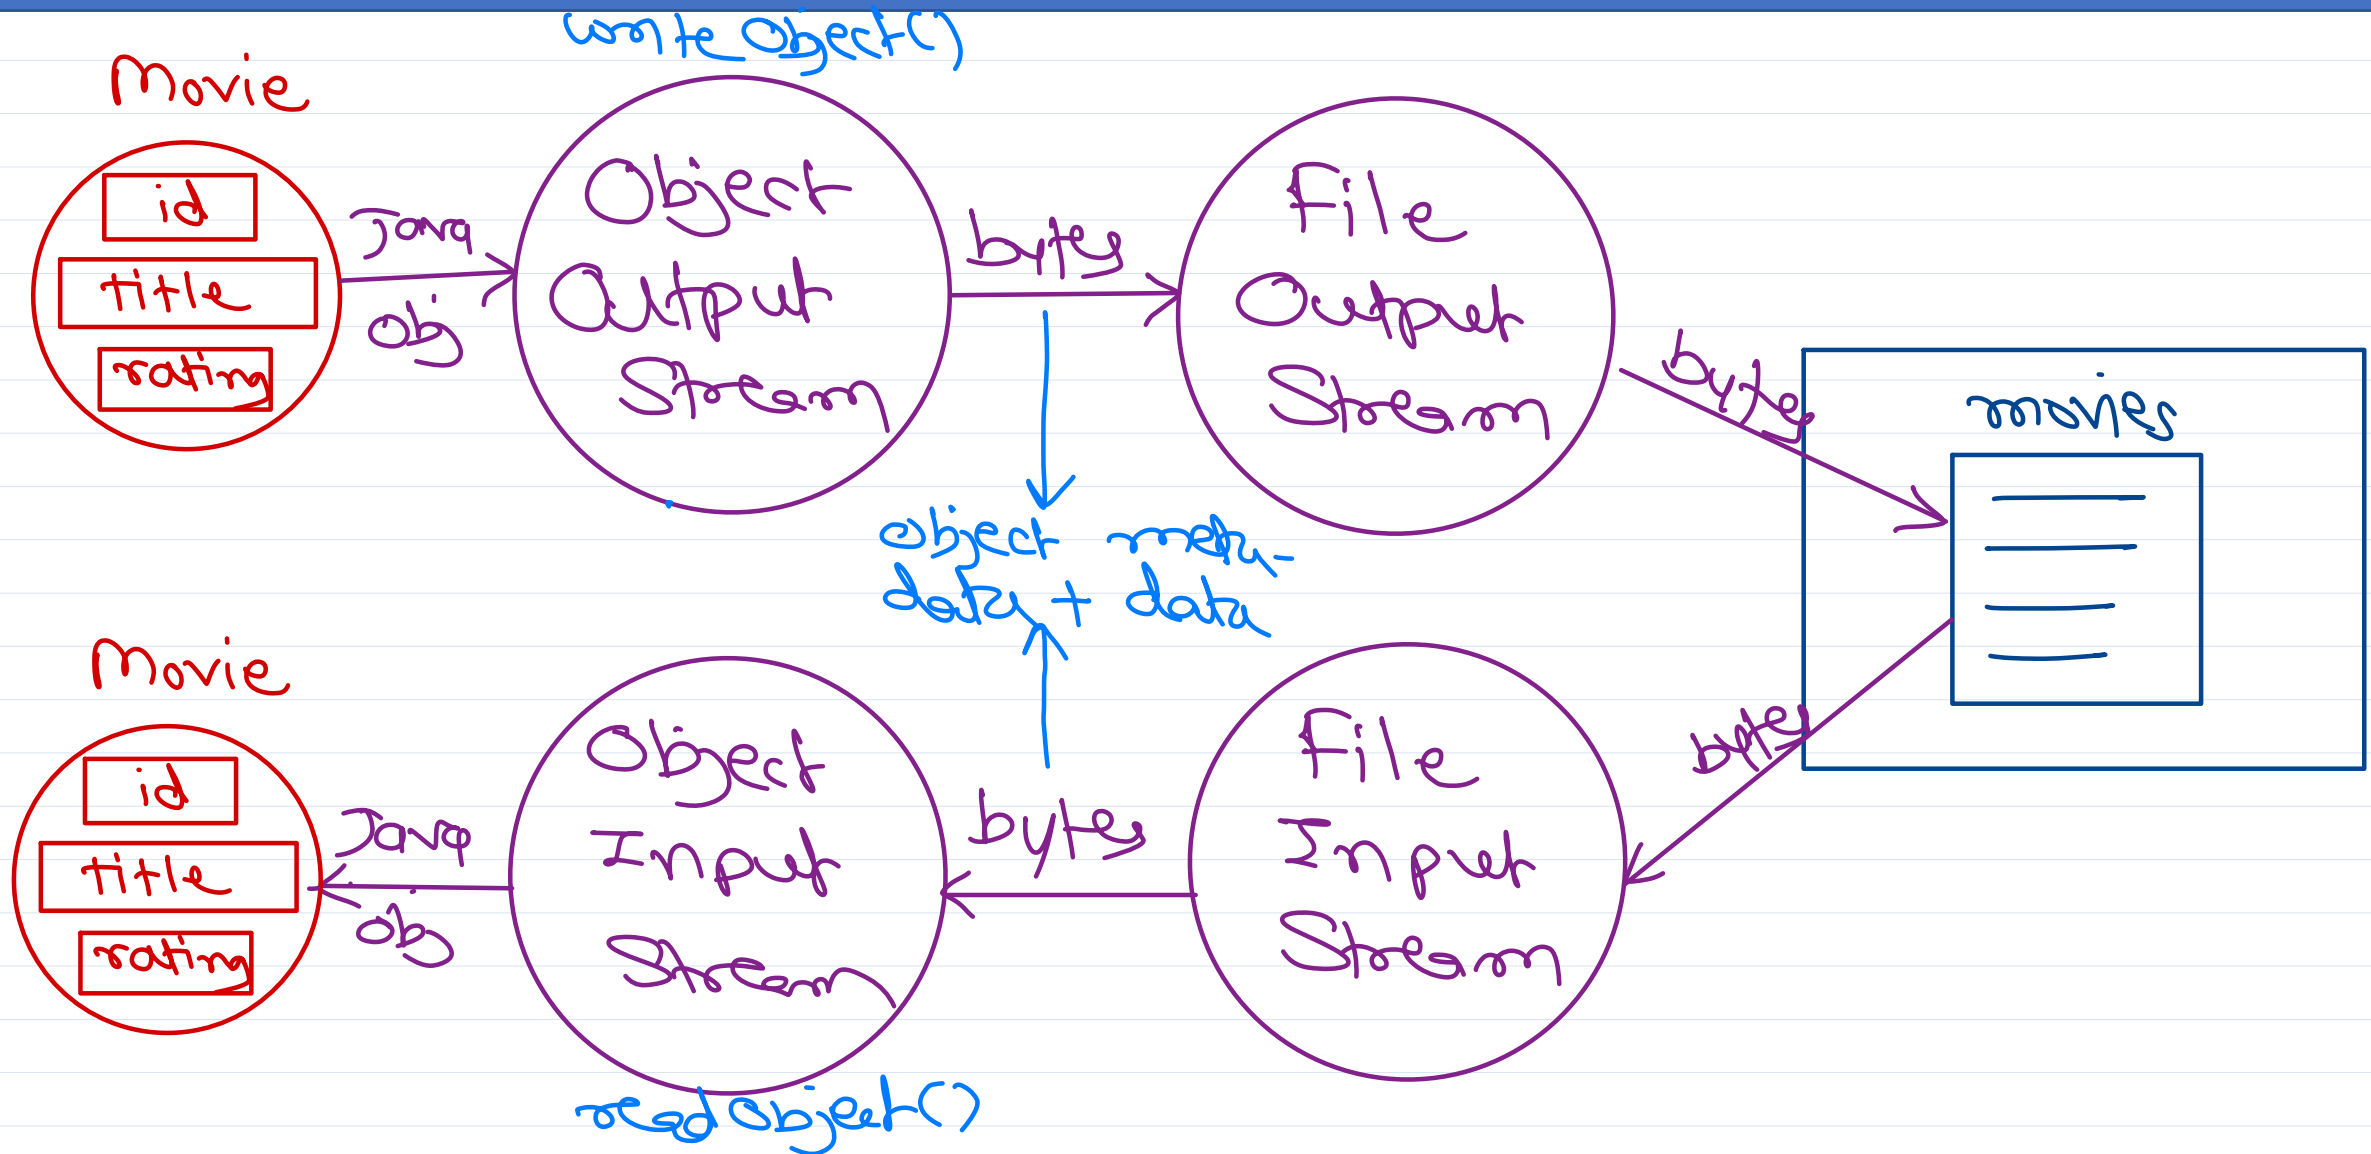 writeObject()
Movie
id
title
rating
Java
obj
Object
Output
Stream
bytes
File
Output
Stream
bytes
movies
object meta-
data + data
Movie
id
title
rating
Java
obj
Object
Input
Stream
bytes
File
Input
Stream
bytes
readObject()